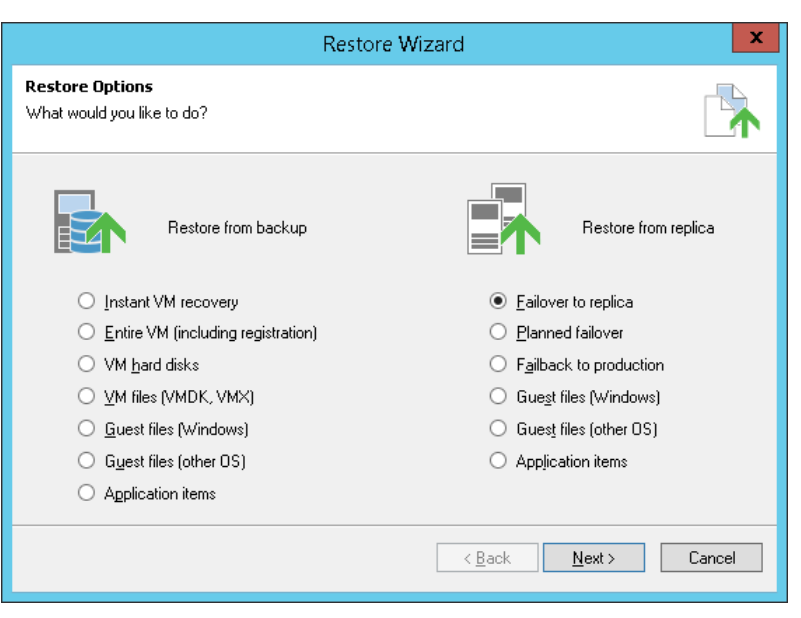 Restore Wizard
x
Restore Options
What would you like to do?
Restore from backup
Instant VM recovery
Entire VM (including registration)
VM hard disks
VM files (VMDK, VMX)
Guest files (Windows)
Guest files (other OS)
Application items
Restore from replica
Failover to replica
Planned failover
Failback to production
Guest files (Windows)
Guest files (other OS)
Application items
< Back
Next >
Cancel